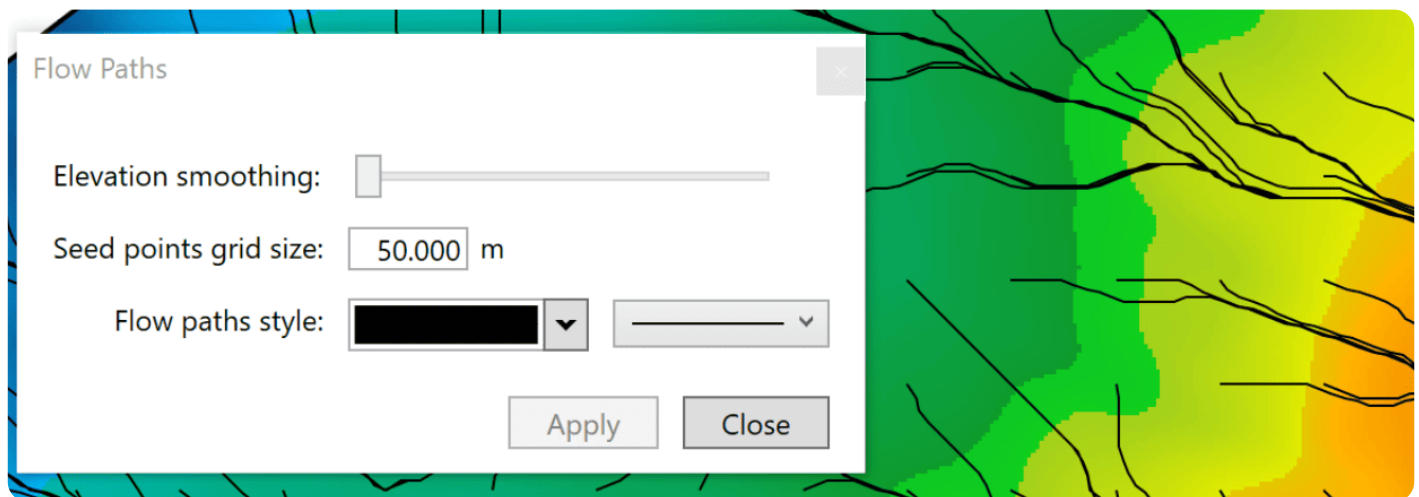 Flow Paths
Elevation smoothing:
Seed points grid size: 50.000 m
Flow paths style:
Apply Close